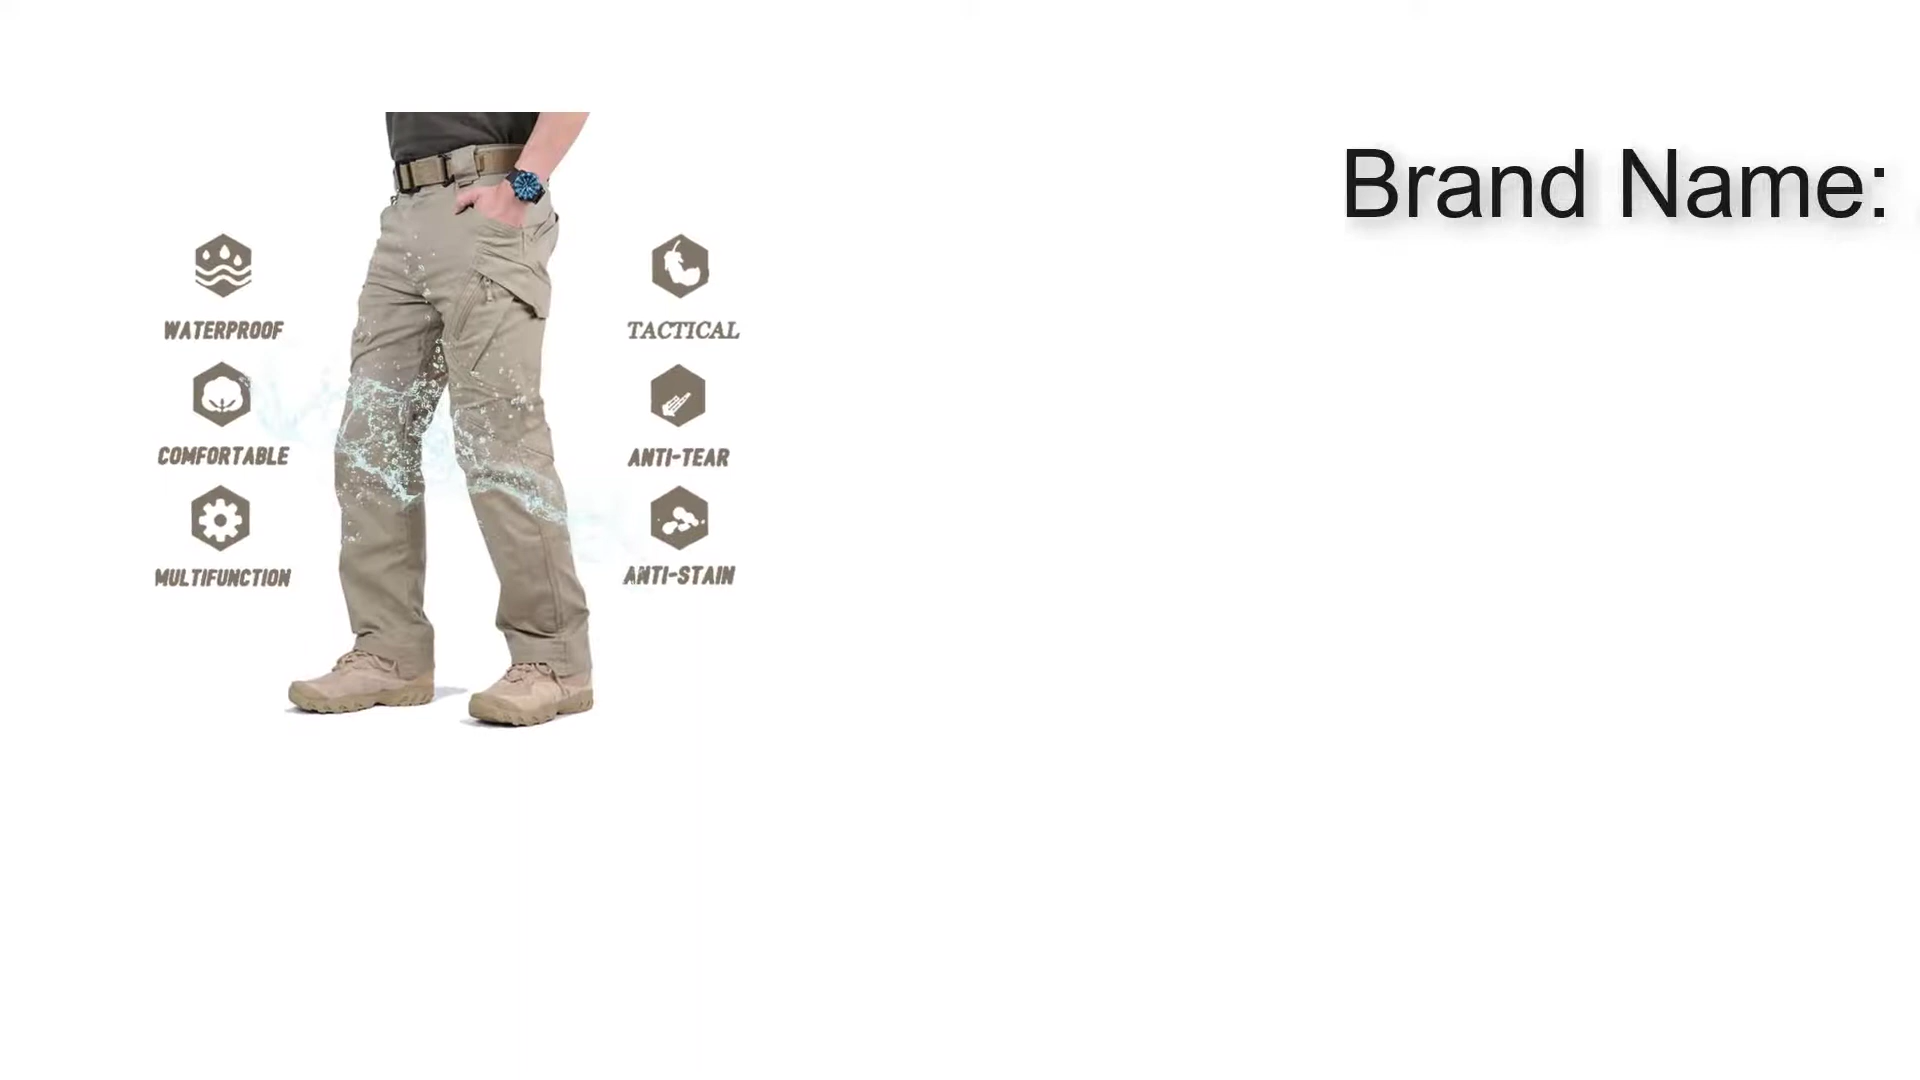 Brand Name:
WATERPROOF
TACTICAL
COMFORTABLE
ANTI-TEAR
MULTIFUNCTION
ANTI-STAIN